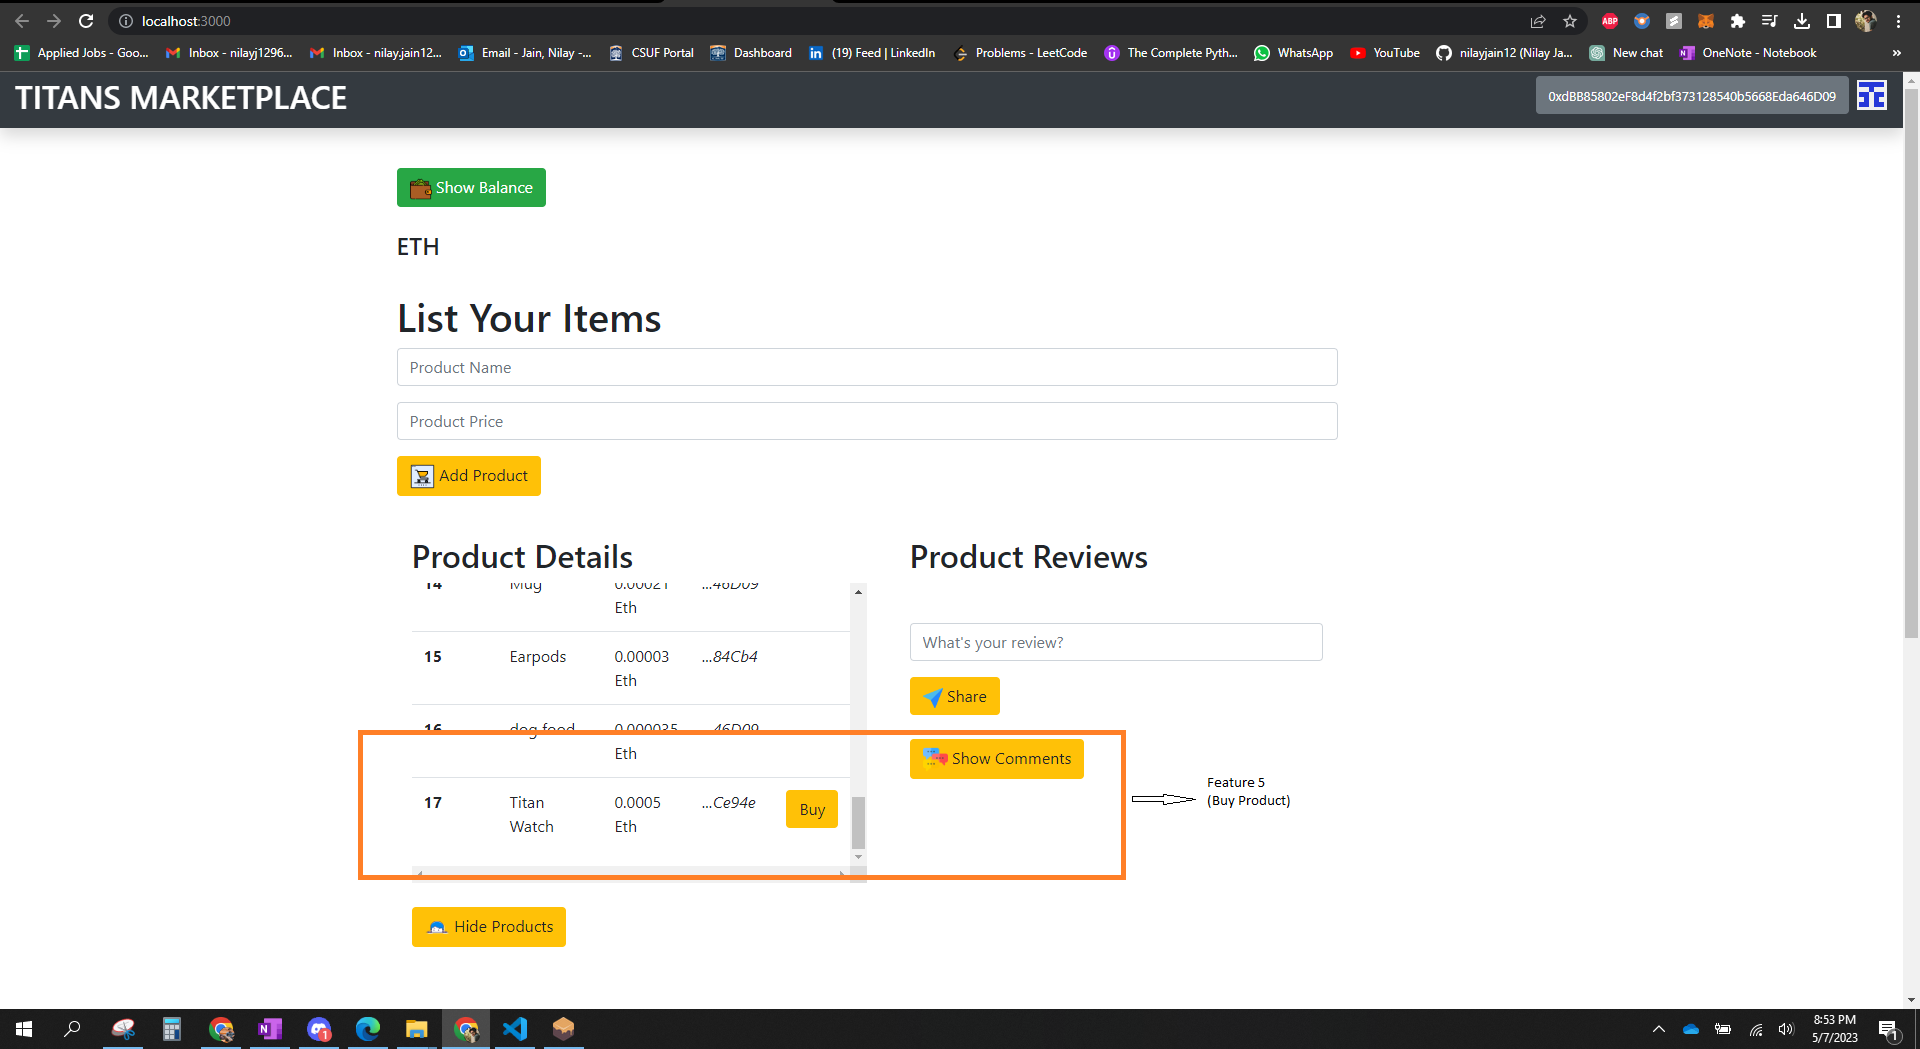 localhost:3000
Applied Jobs - Goo... Inbox - nilayj1296... Inbox - nilay.jain12... Email - Jain, Nilay -... CSUF Portal Dashboard (19) Feed | LinkedIn Problems - LeetCode The Complete Pyth... WhatsApp YouTube nilayjain12 (Nilay Ja... New chat OneNote - Notebook »
TITANS MARKETPLACE
0xdBB85802eF8d4f2bf373128540b5668Eda646D09
Show Balance
ETH
List Your Items
Product Name
Product Price
Add Product
Product Details
14 Mug 0.00021 ...46D09
Eth
15 Earpods 0.00003 ...84Cb4
Eth
16 dog food 0.000035 ...46D09
Eth
17 Titan 0.0005 ...Ce94e Buy
Watch Eth
Hide Products
Product Reviews
What's your review?
Share
Show Comments
Feature 5
(Buy Product)
8:53 PM
5/7/2023